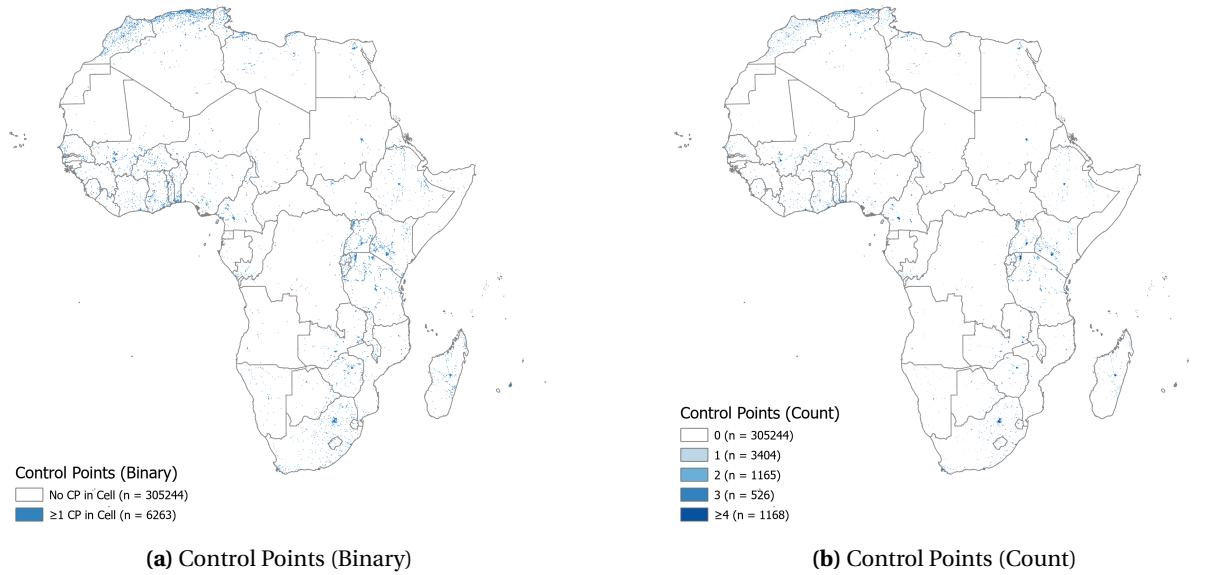 Control Points (Binary)
No CP in Cell (n = 305244)
≥1 CP in Cell (n = 6263)
(a) Control Points (Binary)
Control Points (Count)
0 (n = 305244)
1 (n = 3404)
2 (n = 1165)
3 (n = 526)
≥4 (n = 1168)
(b) Control Points (Count)